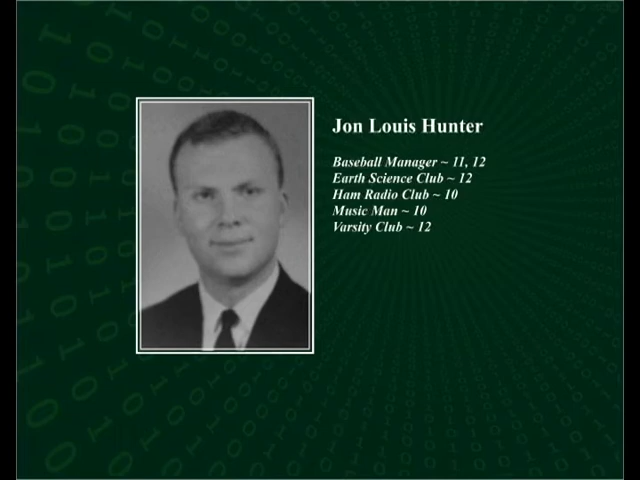 Jon Louis Hunter
Baseball Manager ~ 11, 12
Earth Science Club ~ 12
Ham Radio Club ~ 10
Music Man ~ 10
Varsity Club ~ 12